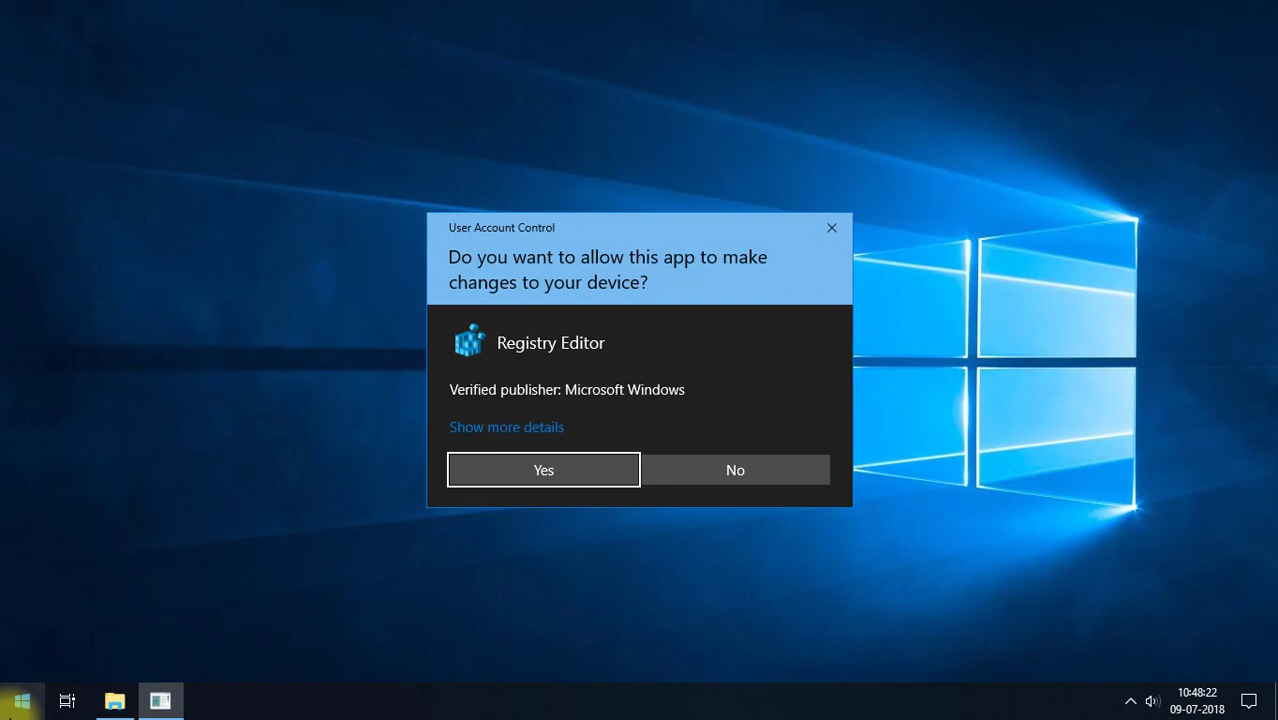 User Account Control
Do you want to allow this app to make
changes to your device?
Registry Editor
Verified publisher: Microsoft Windows
Show more details
Yes
No
10:48:22
09-07-2018